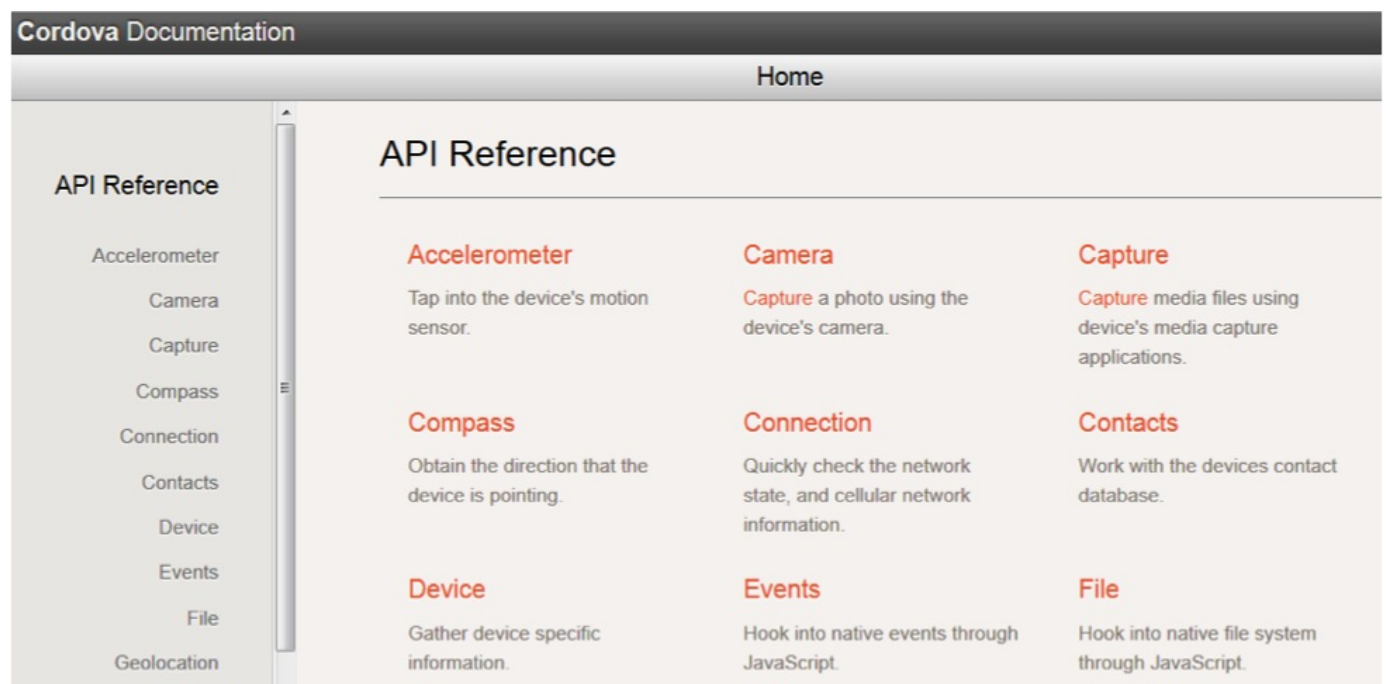 Cordova Documentation
Home
API Reference
Accelerometer
Camera
Capture
Compass
Connection
Contacts
Device
Events
File
Geolocation
API Reference
Accelerometer
Tap into the device's motion
sensor.
Camera
Capture a photo using the
device's camera.
Capture
Capture media files using
device's media capture
applications.
Compass
Obtain the direction that the
device is pointing.
Connection
Quickly check the network
state, and cellular network
information.
Contacts
Work with the devices contact
database.
Device
Gather device specific
information.
Events
Hook into native events through
JavaScript.
File
Hook into native file system
through JavaScript.